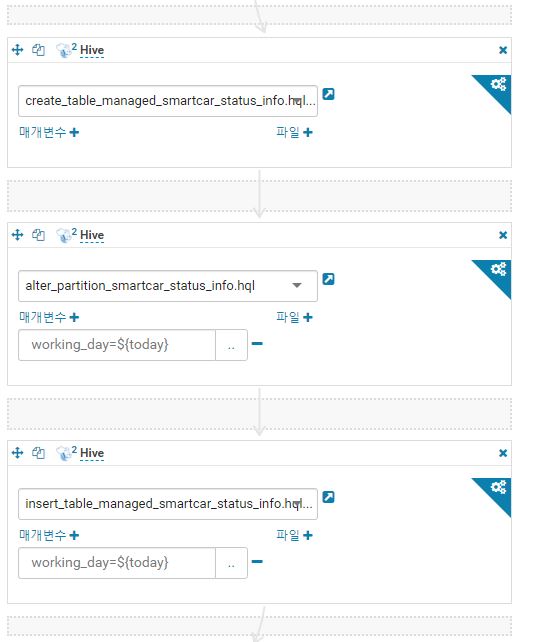 2 Hive
create_table_managed_smartcar_status_info.hql...
매개변수
파일
2 Hive
alter_partition_smartcar_status_info.hql
매개변수
파일
working_day=${today}
..
2 Hive
insert_table_managed_smartcar_status_info.hql...
매개변수
파일
working_day=${today}
..